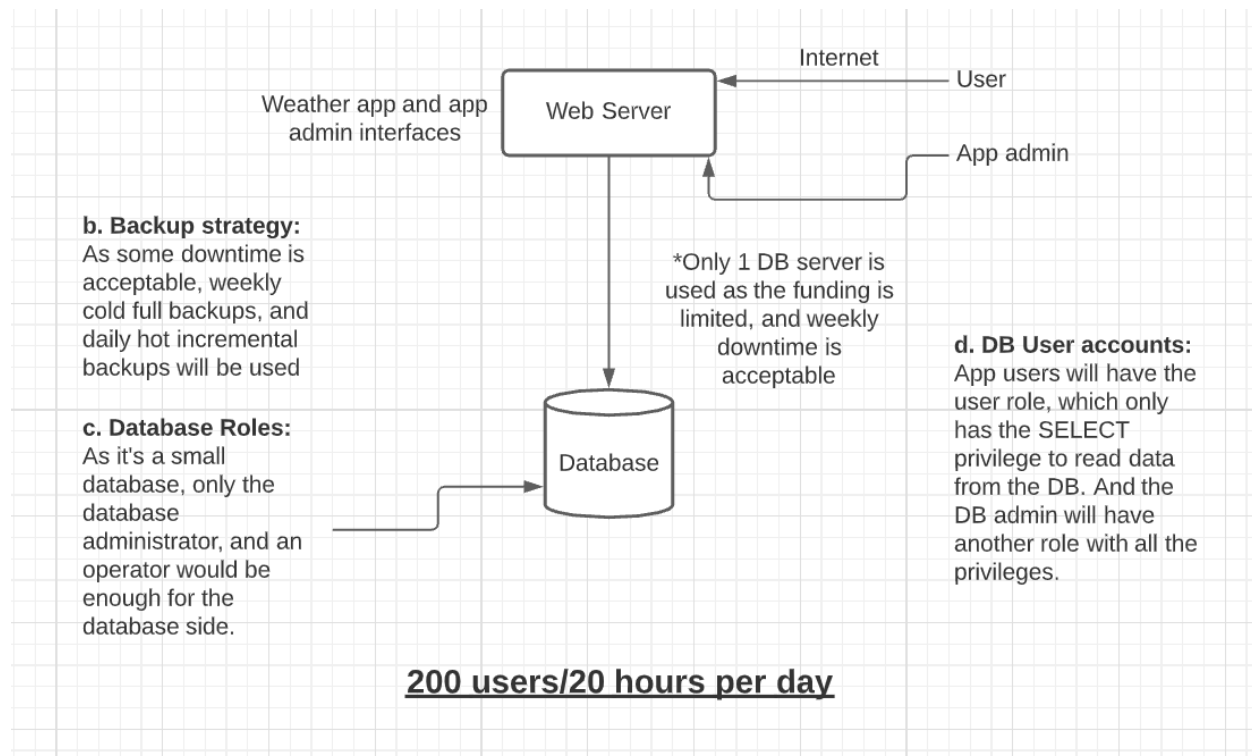 Internet
User
Weather app and app
admin interfaces
Web Server
App admin
b. Backup strategy:
As some downtime is
acceptable, weekly
cold full backups, and
daily hot incremental
backups will be used
*Only 1 DB server is
used as the funding is
limited, and weekly
downtime is
acceptable
d. DB User accounts:
App users will have the
user role, which only
has the SELECT
privilege to read data
from the DB. And the
DB admin will have
another role with all the
privileges.
c. Database Roles:
As it's a small
database, only the
database
administrator, and an
operator would be
enough for the
database side.
Database
200 users/20 hours per day